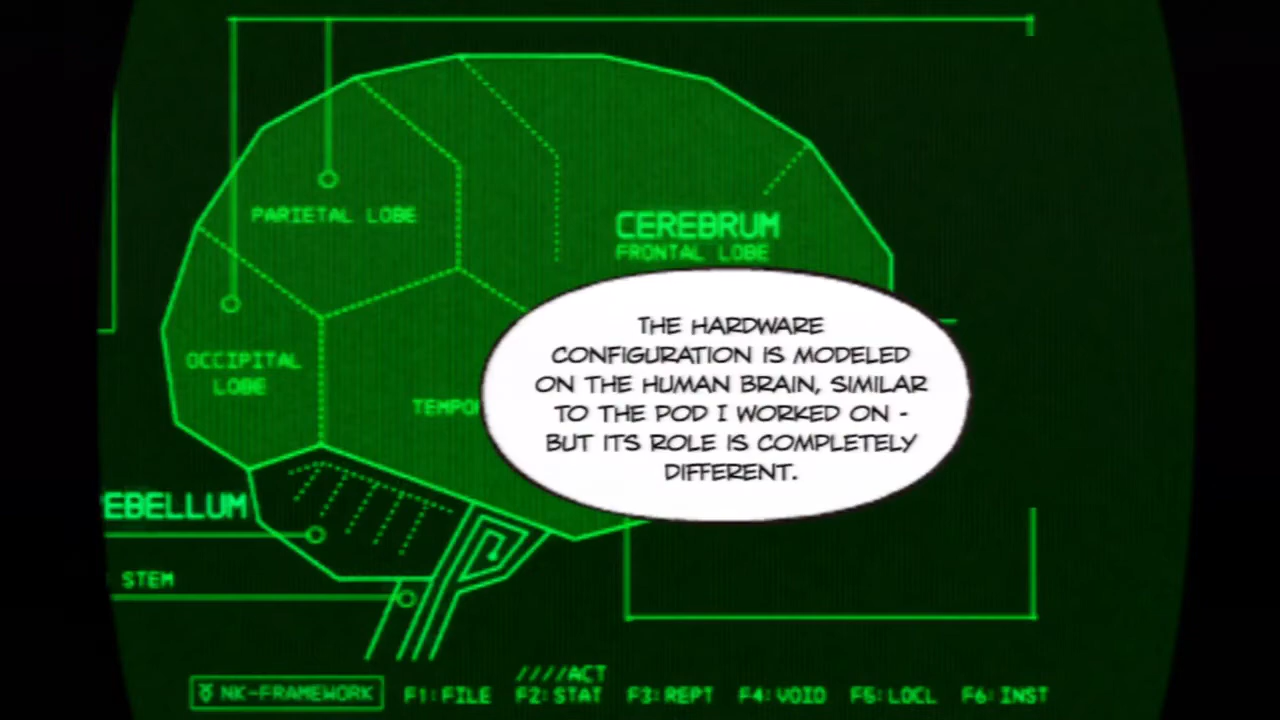 PARIETAL LOBE
CEREBRUM
FRONTAL LOBE
OCCIPITAL
LOBE
THE HARDWARE
CONFIGURATION IS MODELED
ON THE HUMAN BRAIN, SIMILAR
TO THE POD I WORKED ON -
BUT ITS ROLE IS COMPLETELY
DIFFERENT.
TEMPO
EBELLUM
STEM
////ACT
NK-FRAMEWORK F1:FILE F2:STAT F3:REPT F4:VOID F5:LOCL F6:INST